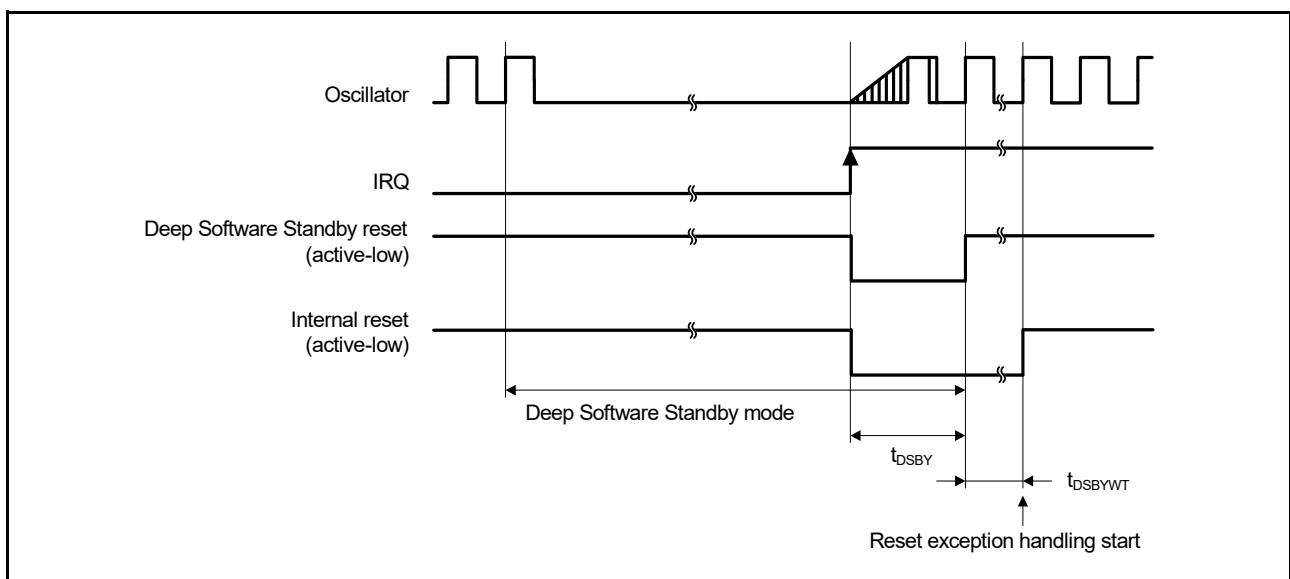 Oscillator
IRQ
Deep Software Standby reset
(active-low)
Internal reset
(active-low)
Deep Software Standby mode
tDSBY
tDSBYWT
Reset exception handling start